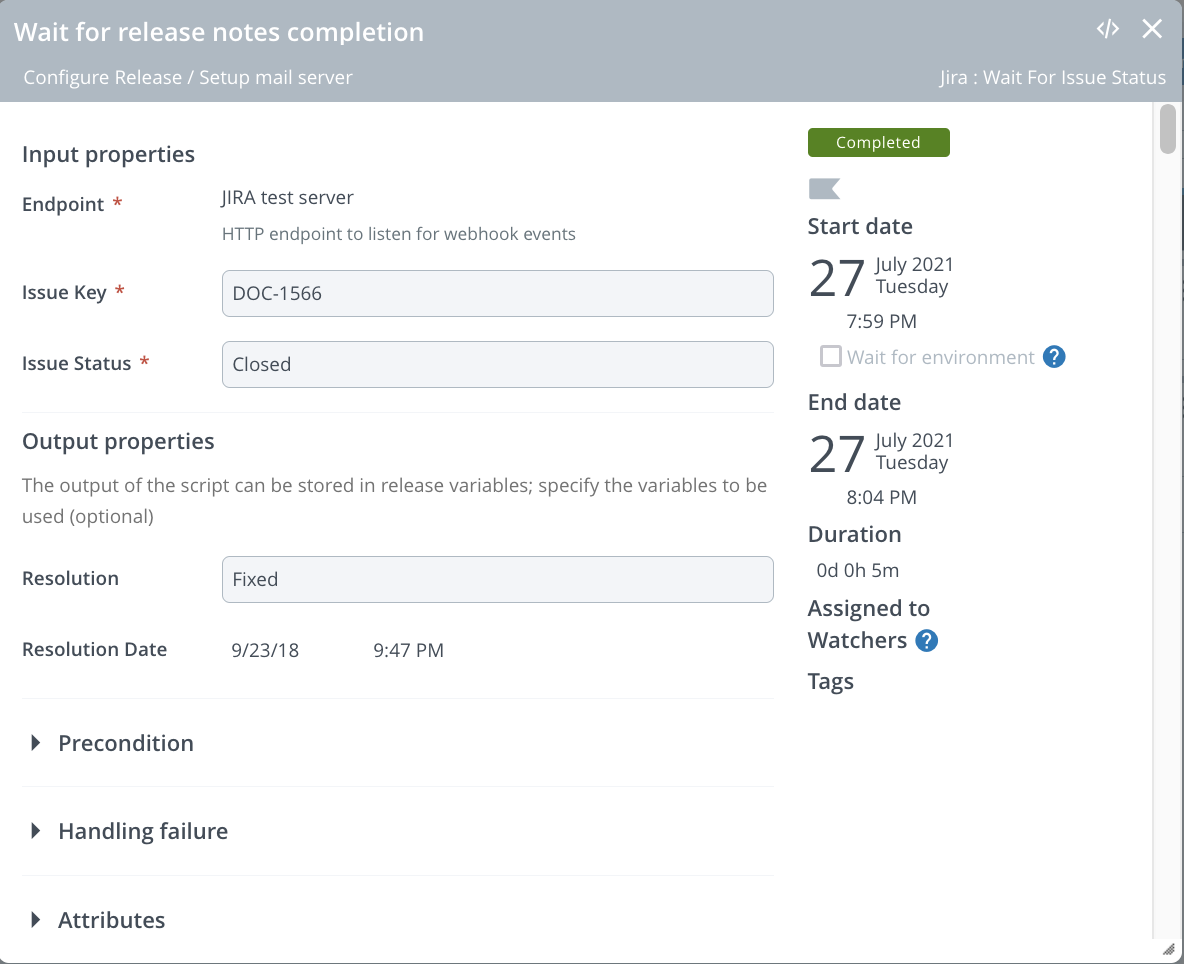 Wait for release notes completion
</>
Configure Release / Setup mail server
Jira : Wait For Issue Status
Input properties
Endpoint *
JIRA test server
HTTP endpoint to listen for webhook events
Issue Key *
DOC-1566
Issue Status *
Closed
Output properties
The output of the script can be stored in release variables; specify the variables to be
used (optional)
Resolution
Fixed
Resolution Date
9/23/18
9:47 PM
Precondition
Handling failure
Attributes
Completed
Start date
27
July 2021
Tuesday
7:59 PM
Wait for environment ?
End date
27
July 2021
Tuesday
8:04 PM
Duration
0d 0h 5m
Assigned to
Watchers ?
Tags